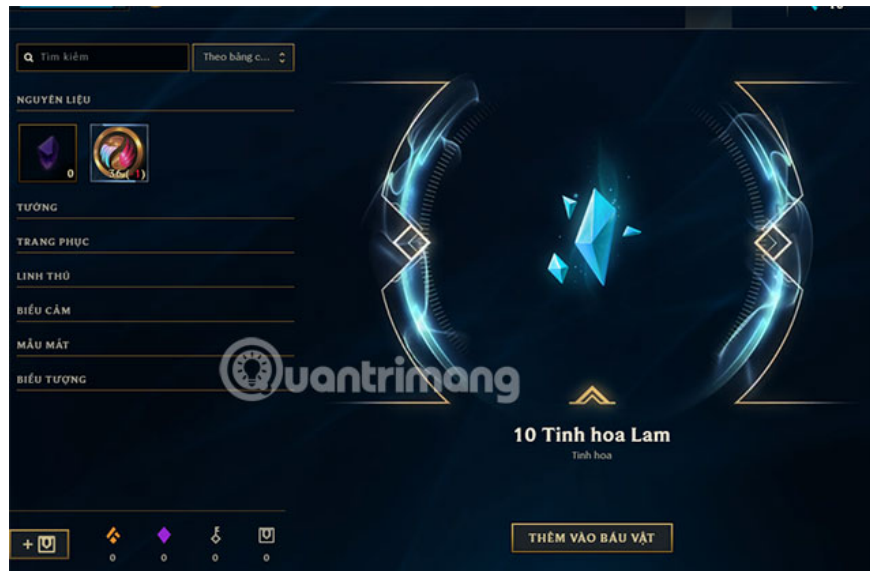 Tìm kiếm
Theo bảng c...
NGUYÊN LIỆU
0
TƯỚNG
TRANG PHỤC
LINH THÚ
BIỂU CẢM
MẪU MẮT
BIỂU TƯỢNG
Quantrimang
10 Tinh hoa Lam
Tinh hoa
THÊM VÀO BÁU VẬT
0
0
0
0